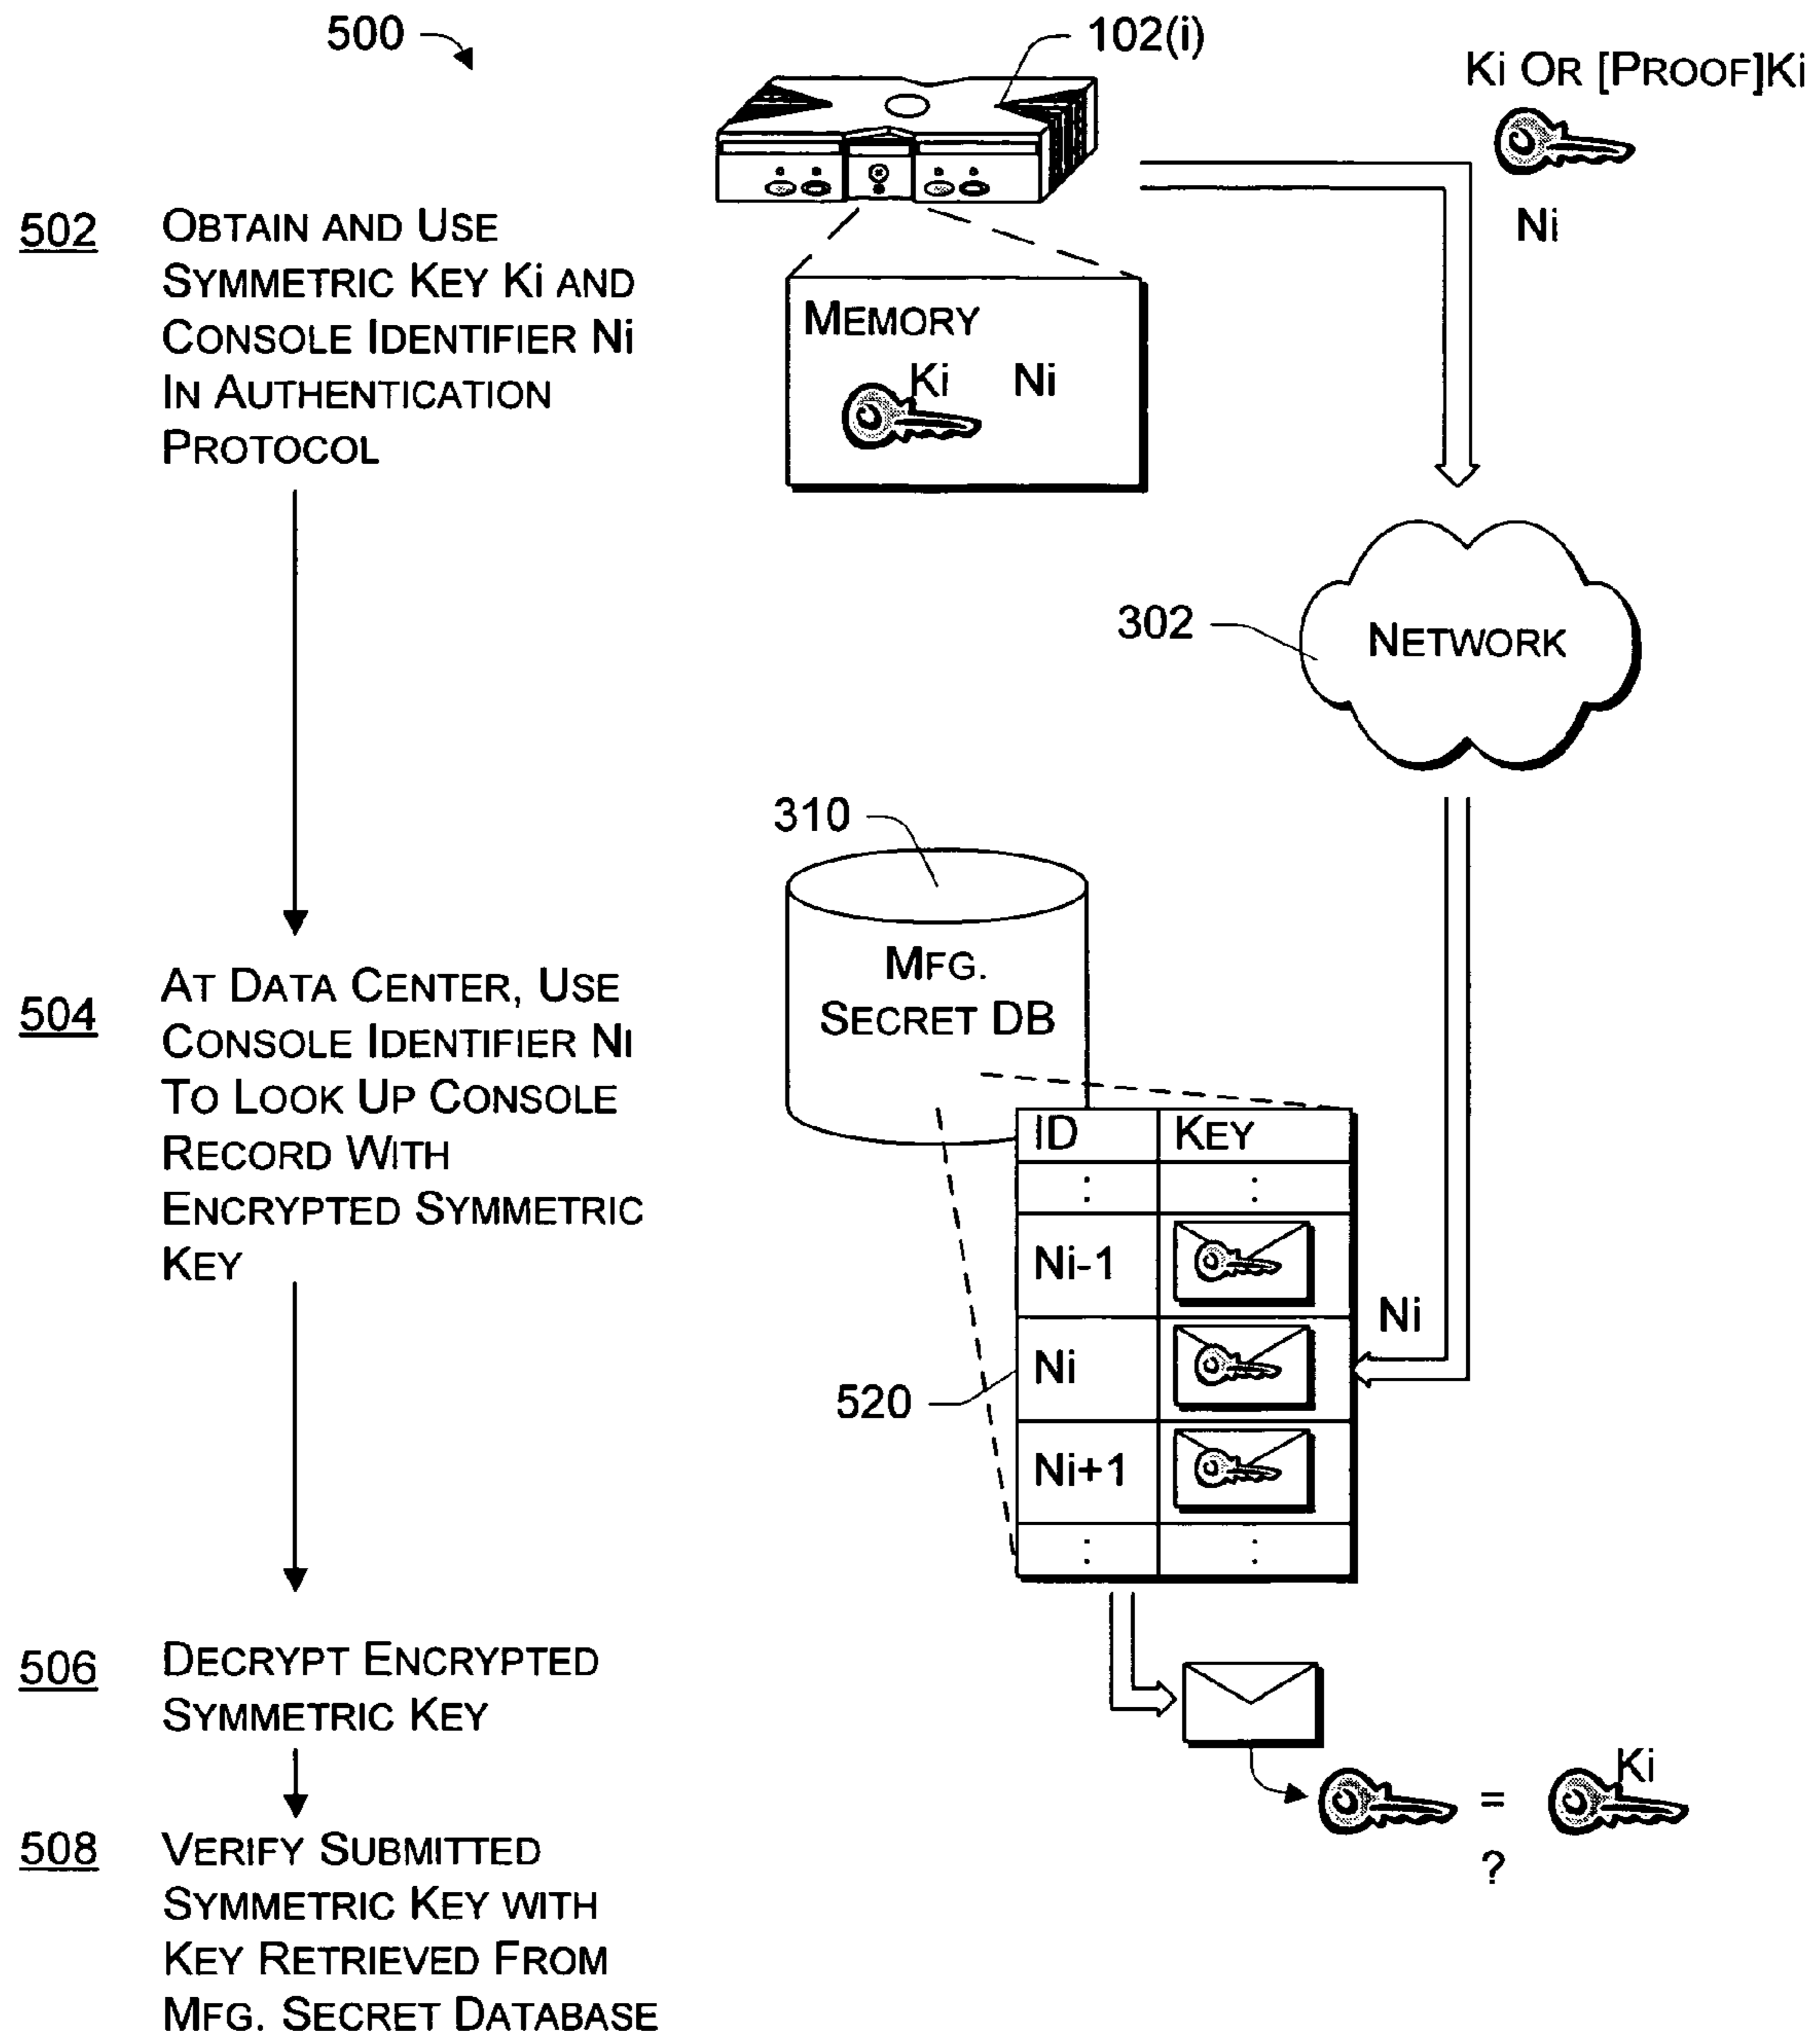 500
102(i)
Ki OR [PROOF]Ki
Ni
502
OBTAIN AND USE
SYMMETRIC KEY Ki AND
CONSOLE IDENTIFIER Ni
IN AUTHENTICATION
PROTOCOL
MEMORY
Ki Ni
302
NETWORK
310
MFG.
SECRET DB
504
AT DATA CENTER, USE
CONSOLE IDENTIFIER NI
TO LOOK UP CONSOLE
RECORD WITH
ENCRYPTED SYMMETRIC
KEY
ID KEY
: :
Ni-1
Ni
Ni
520
Ni+1
: :
506
DECRYPT ENCRYPTED
SYMMETRIC KEY
Ki
=
?
508
VERIFY SUBMITTED
SYMMETRIC KEY WITH
KEY RETRIEVED FROM
MFG. SECRET DATABASE